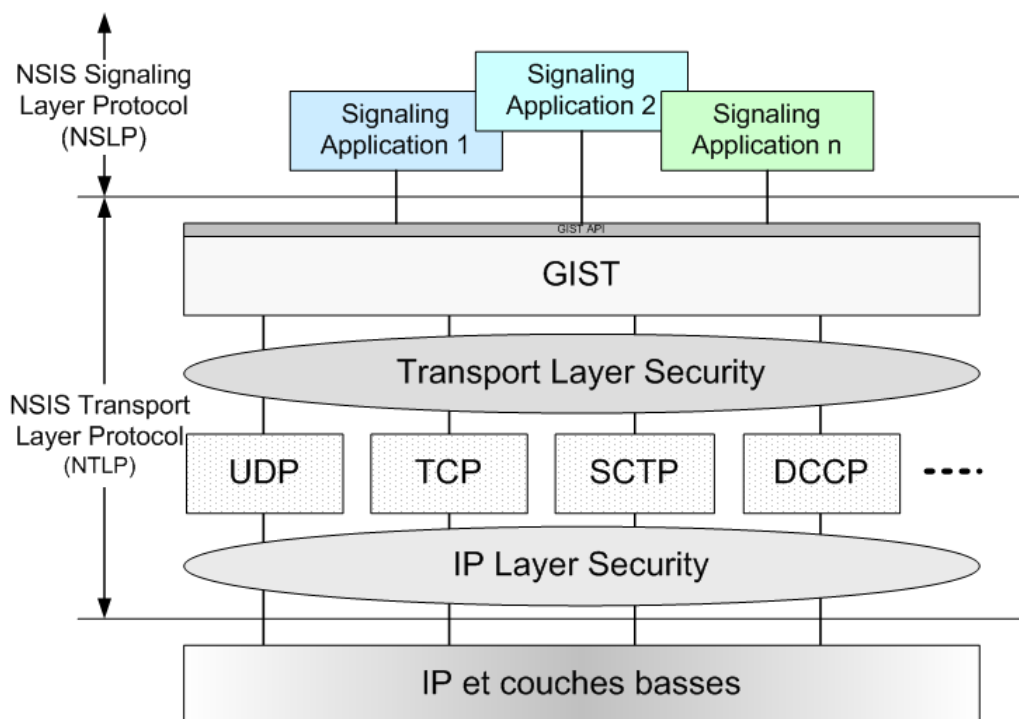 NSIS Signaling
Layer Protocol
(NSLP)
Signaling
Application 1
Signaling
Application 2
Signaling
Application n
GIST API
GIST
Transport Layer Security
NSIS Transport
Layer Protocol
(NTLP)
UDP
TCP
SCTP
DCCP
IP Layer Security
IP et couches basses